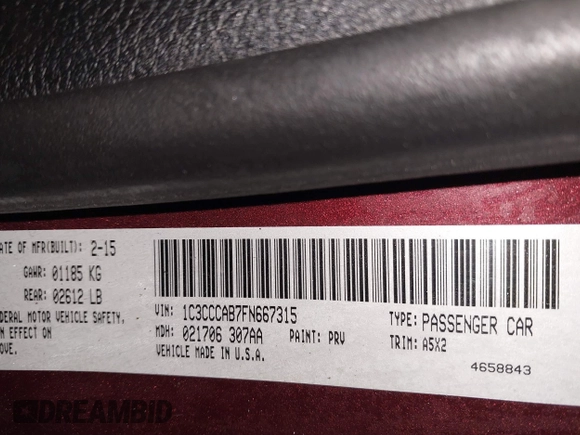 ATE OF MFR(BUILT): 2-15
GAWR: 01185 KG
REAR: 02612 LB
DERAL MOTOR VEHICLE SAFETY,
N EFFECT ON
OVE.
VIN: 1C3CCCAB7FN667315
MDH: 021706 307AA PAINT: PRV
VEHICLE MADE IN U.S.A.
TYPE: PASSENGER CAR
TRIM: A5X2
4658843
DREAMBID